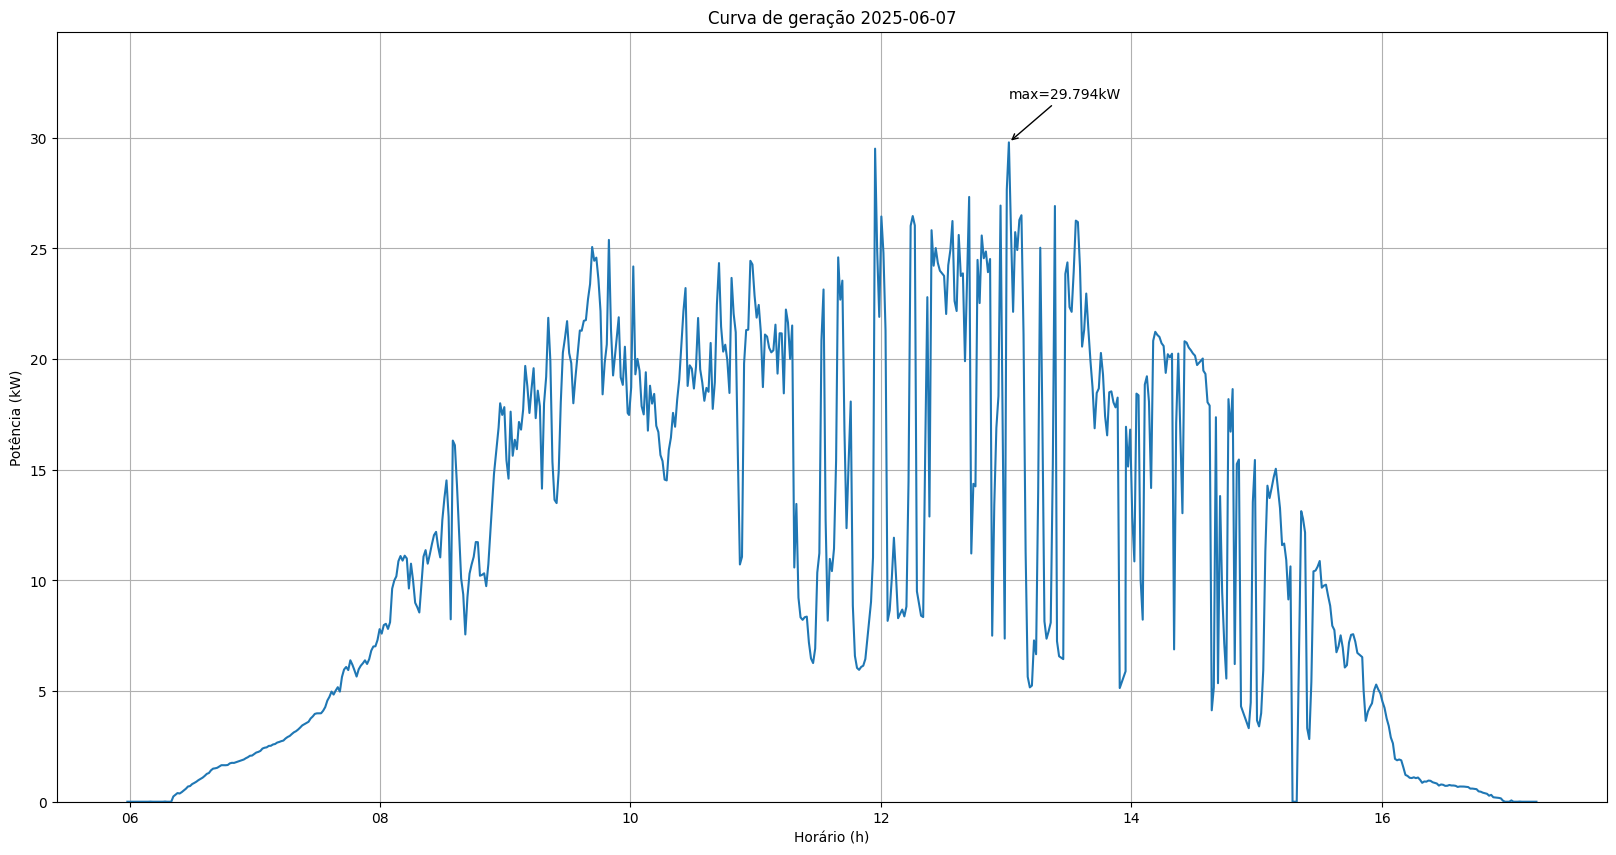 Curva de geração 2025-06-07
max=29.794kW
30
25
20
15
10
5
0
Potência (kW)
06 08 10 12 14 16
Horário (h)